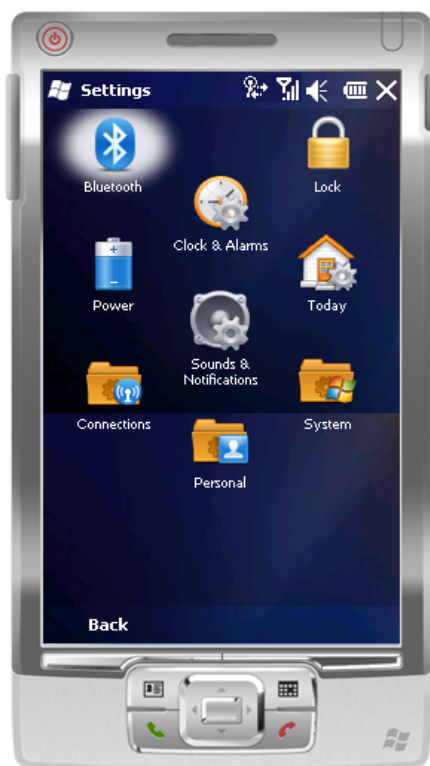 Settings
Bluetooth
Lock
Clock & Alarms
Power
Today
Sounds &
Notifications
Connections
System
Personal
Back